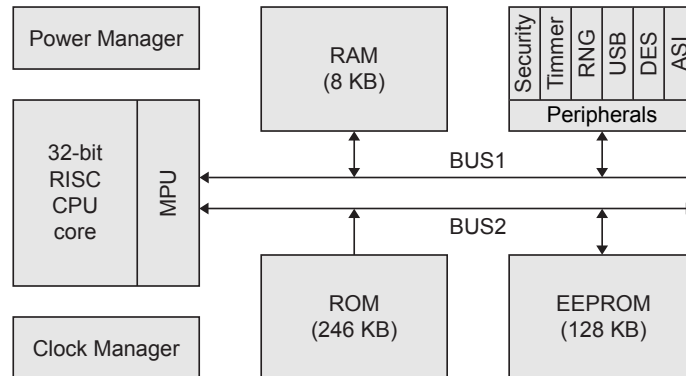 Power Manager
RAM
(8 KB)
Security
Timmer
RNG
USB
DES
ASI
Peripherals
32-bit
RISC
CPU
core
MPU
BUS1
BUS2
ROM
(246 KB)
EEPROM
(128 KB)
Clock Manager